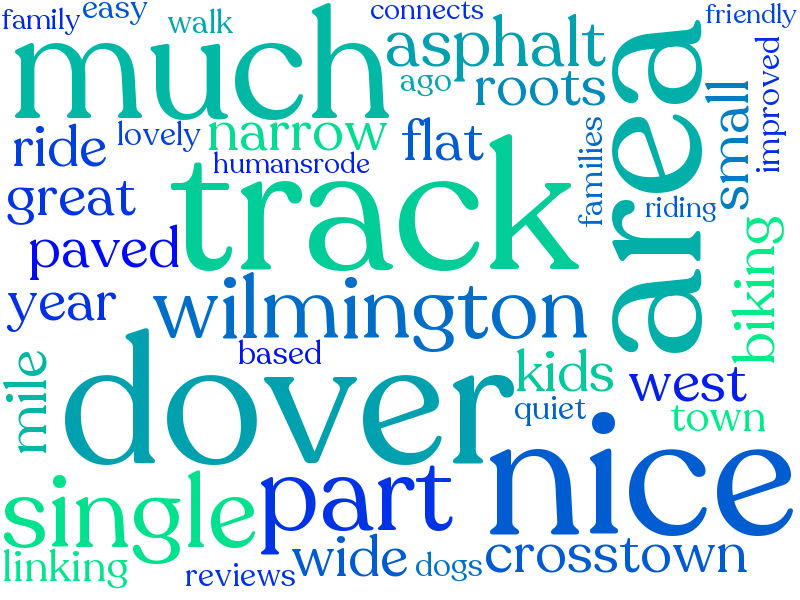 family
easy
walk
connects
friendly
much
asphalt
ago
roots
area
small
improved
ride
lovely
narrow
flat
families
humansrode
track
great
riding
paved
year
wilmington
biking
based
dover
mile
kids
west
quiet
town
nice
single
part
linking
reviews
wide
dogs
crosstown